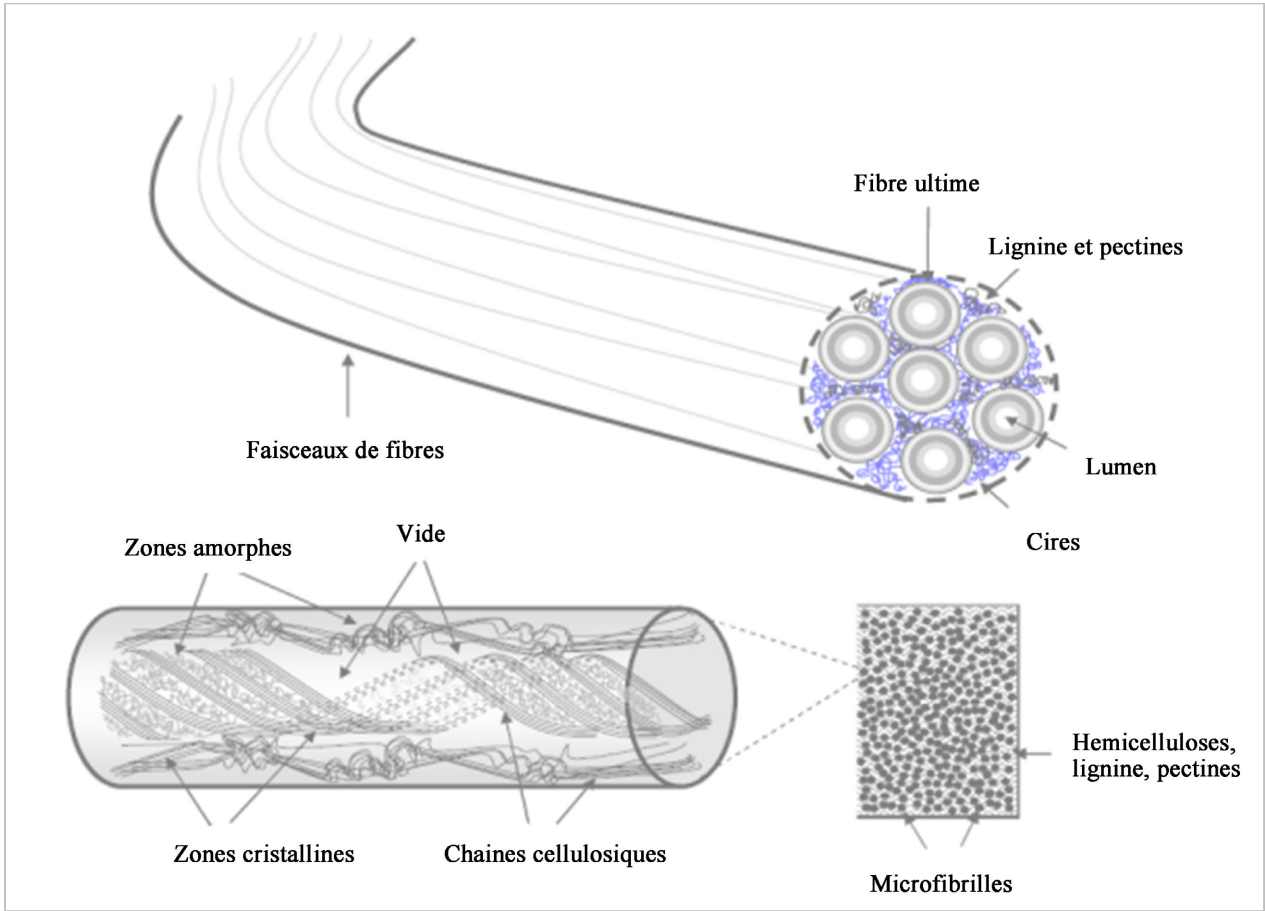 Fibre ultime
Lignine et pectines
Faisceaux de fibres
Lumen
Cires
Vide
Zones amorphes
Hemicelluloses,
lignine, pectines
Zones cristallines
Chaines cellulosiques
Microfibrilles